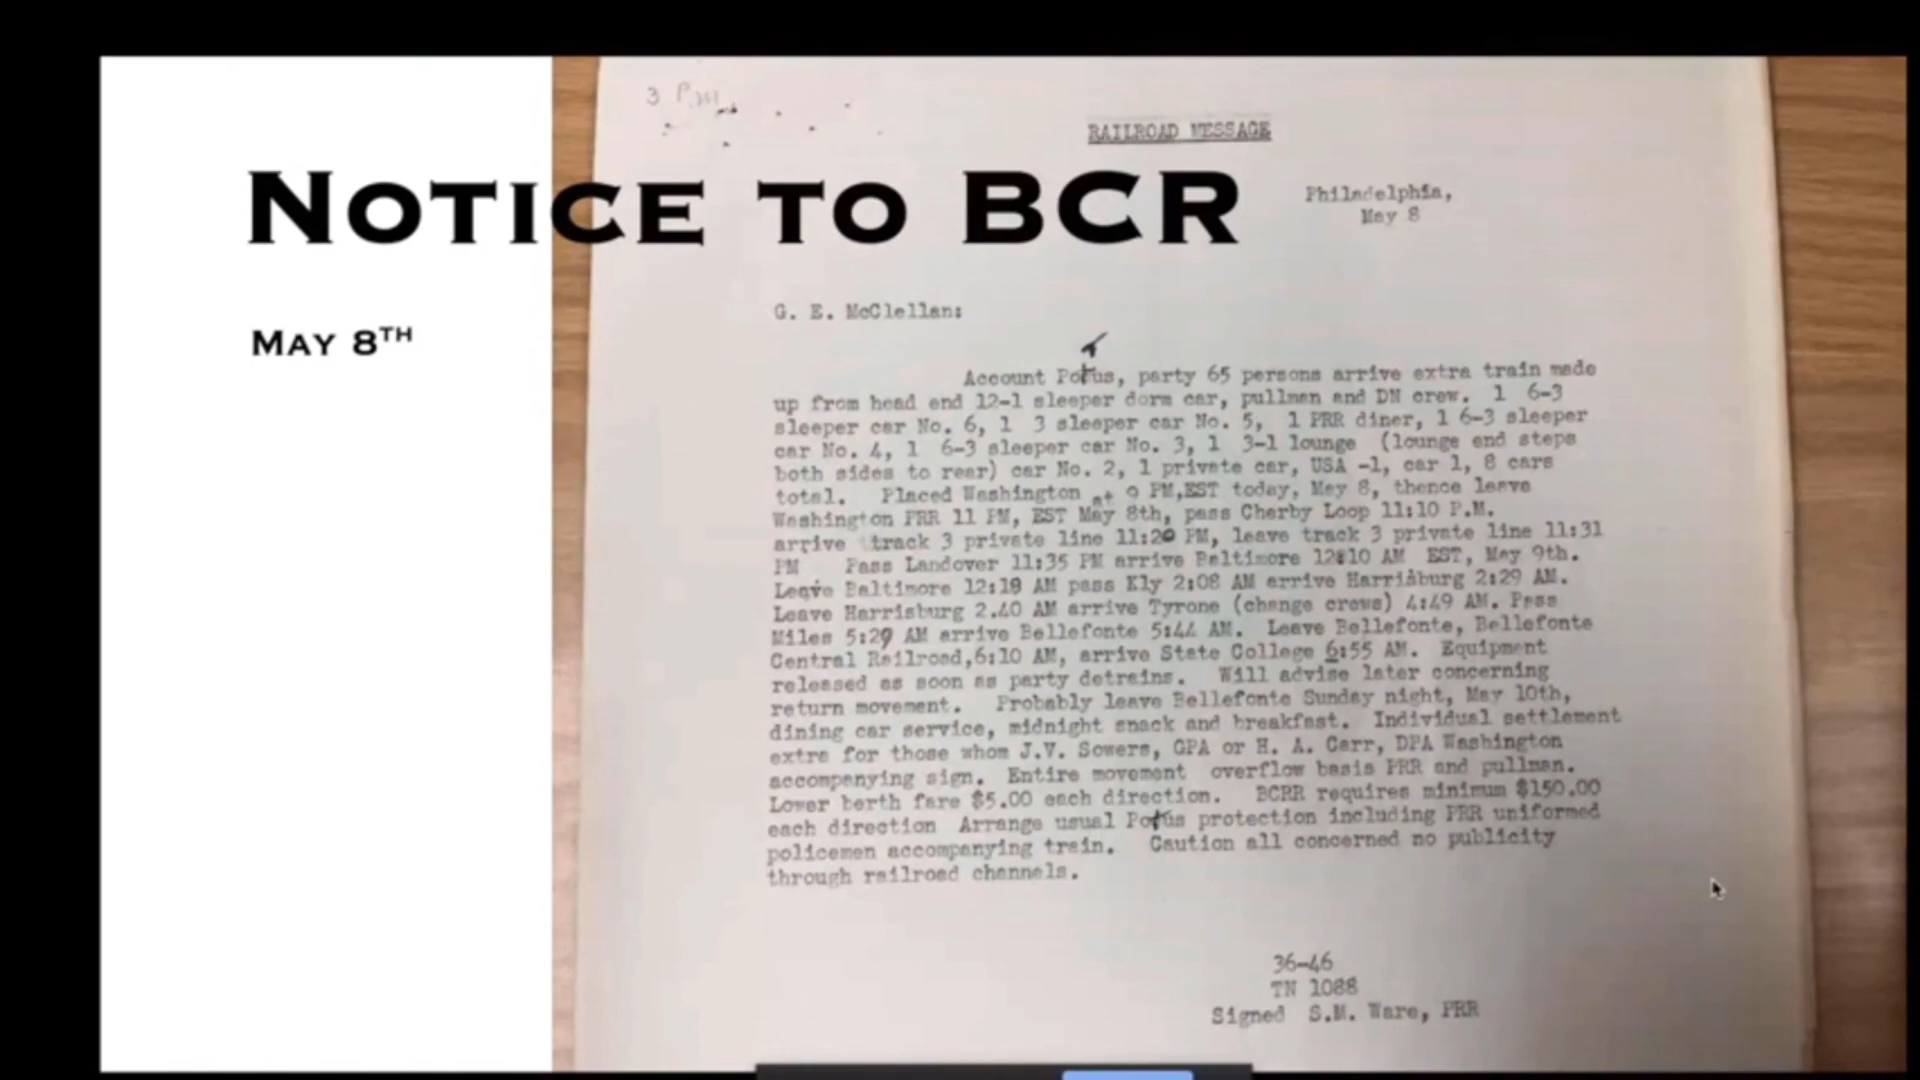 3 P.M.
RAILROAD MESSAGE
NOTICE TO BCR
Philadelphia,
May 8
MAY 8TH
G. E. McClellan:
Account Potus, party 65 persons arrive extra train made
up from head end 12-1 sleeper dorm car, pullman and DN crew. 1 6-3
sleeper car No. 6, 1 3 sleeper car No. 5, 1 PRR diner, 1 6-3 sleeper
car No. 4, 1 6-3 sleeper car No. 3, 1 3-1 lounge (lounge end steps
both sides to rear) car No. 2, 1 private car, USA -1, car 1, 8 cars
total. Placed Washington at 9 PM,EST today, May 8, thence leave
Washington PRR 11 PM, EST May 8th, pass Cherby Loop 11:10 P.M.
arrive track 3 private line 11:20 PM, leave track 3 private line 11:31
PM Pass Landover 11:35 PM arrive Baltimore 12:10 AM EST, May 9th.
Leave Baltimore 12:18 AM pass Ely 2:08 AM arrive Harrisburg 2:29 AM.
Leave Harrisburg 2.40 AM arrive Tyrone (change crews) 4:49 AM. Pass
Miles 5:29 AM arrive Bellefonte 5:44 AM. Leave Bellefonte, Bellefonte
Central Railroad,6:10 AM, arrive State College 6:55 AM. Equipment
released as soon as party detrains. Will advise later concerning
return movement. Probably leave Bellefonte Sunday night, May 10th,
dining car service, midnight snack and breakfast. Individual settlement
extra for those whom J.V. Sowers, GPA or H. A. Carr, DPA Washington
accompanying sign. Entire movement overflow basis PRR and pullman.
Lower berth fare $5.00 each direction. BCRR requires minimum $150.00
each direction Arrange usual Potus protection including PRR uniformed
policemen accompanying train. Caution all concerned no publicity
through railroad channels.
36-46
TN 1088
Signed S.M. Ware, PRR